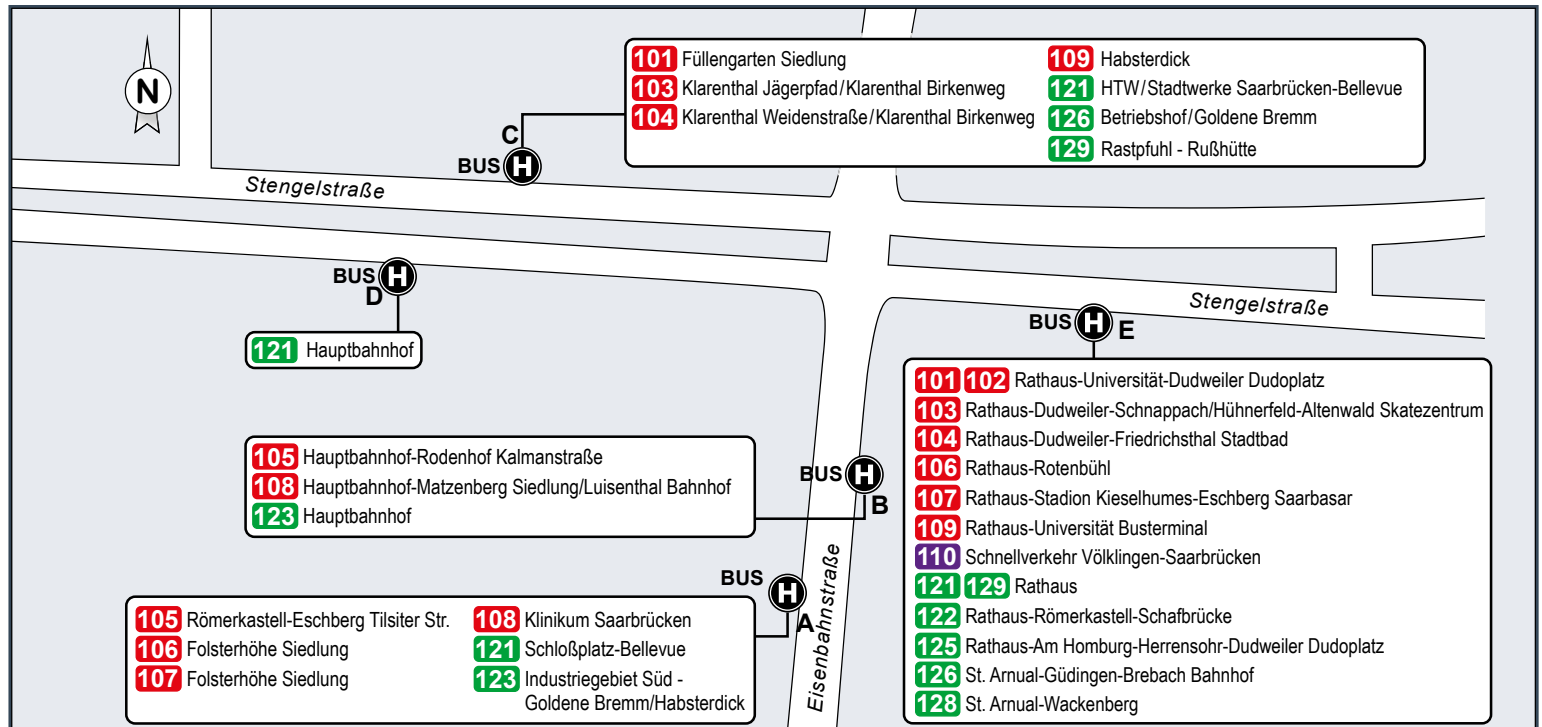 N
101 Füllengarten Siedlung
103 Klarenthal Jägerpfad/Klarenthal Birkenweg
104 Klarenthal Weidenstraße/Klarenthal Birkenweg
109 Habsterdick
121 HTW/Stadtwerke Saarbrücken-Bellevue
126 Betriebshof/Goldene Bremm
129 Rastpfuhl - Rußhütte
C
BUS H
Stengelstraße
BUS H
D
121 Hauptbahnhof
Stengelstraße
BUS H E
101 102 Rathaus-Universität-Dudweiler Dudoplatz
103 Rathaus-Dudweiler-Schnappach/Hühnerfeld-Altenwald Skatezentrum
104 Rathaus-Dudweiler-Friedrichsthal Stadtbad
106 Rathaus-Rotenbühl
107 Rathaus-Stadion Kieselhumes-Eschberg Saarbasar
109 Rathaus-Universität Busterminal
110 Schnellverkehr Völklingen-Saarbrücken
121 129 Rathaus
122 Rathaus-Römerkastell-Schafbrücke
125 Rathaus-Am Homburg-Herrensohr-Dudweiler Dudoplatz
126 St. Arnual-Güdingen-Brebach Bahnhof
128 St. Arnual-Wackenberg
105 Hauptbahnhof-Rodenhof Kalmanstraße
108 Hauptbahnhof-Matzenberg Siedlung/Luisenthal Bahnhof
123 Hauptbahnhof
BUS H
B
BUS H
A
Eisenbahnstraße
105 Römerkastell-Eschberg Tilsiter Str.
106 Folsterhöhe Siedlung
107 Folsterhöhe Siedlung
108 Klinikum Saarbrücken
121 Schloßplatz-Bellevue
123 Industriegebiet Süd -
Goldene Bremm/Habsterdick